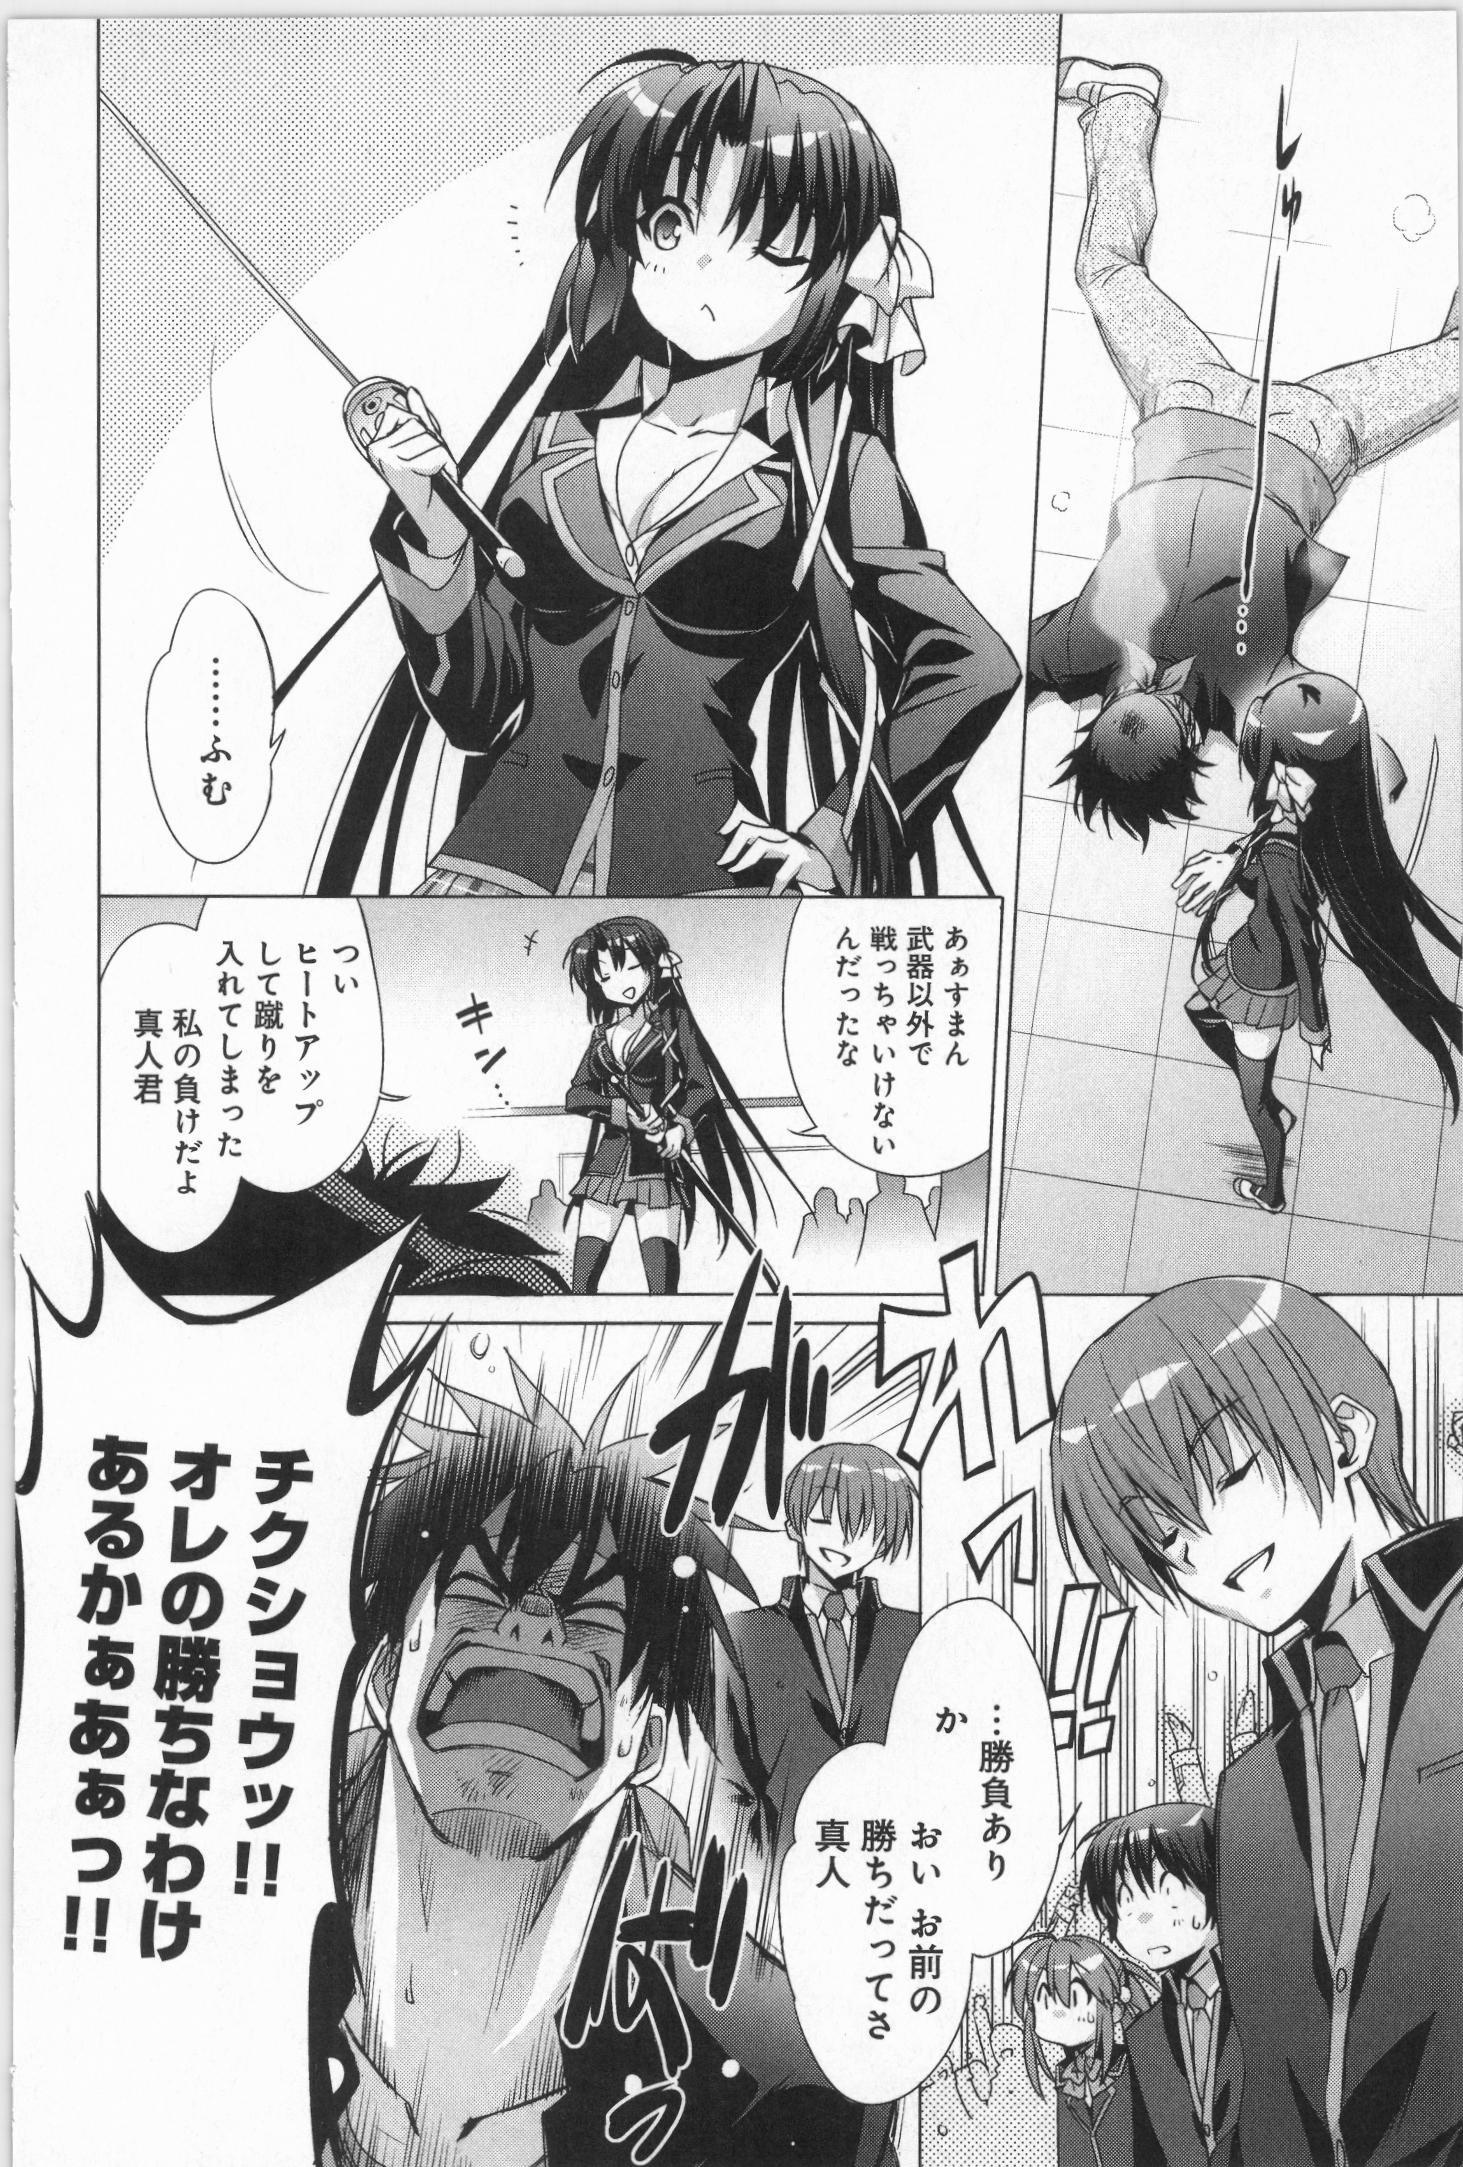 しゅ
……ふむ
あぁすまん
武器以外で
戦っちゃいけない
んだったな
キン…
つい
ヒートアップ
して蹴りを
入れてしまった
私の負けだよ
真人君
わあ
ーッ!!
…勝負あり
か
おい お前の
勝ちだってさ
真人
がばっ
チクショウッ!!
オレの勝ちなわけ
あるかぁあぁっ!!